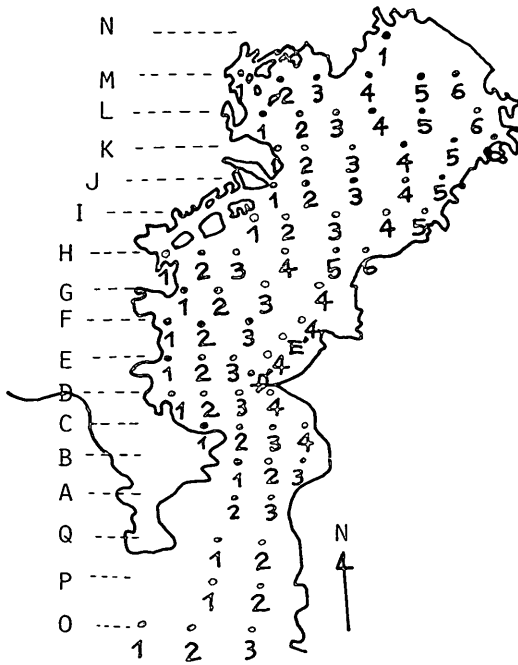 N 1
M 1 2 3 4 5 6
L 1 2 3 4 5 6
K 1 2 3 4 5 6
J 1 2 3 4 5
I 1 2 3 4 5
H 1 2 3 4 5 6
G 1 2 3 4
F 1 2 3 4
E' 
E 1 2 3 4
D 1 2 3 4
C 1 2 3 4
B 1 2 3
A 2 3
Q 1 2
N
P 1 2
O 1 2 3